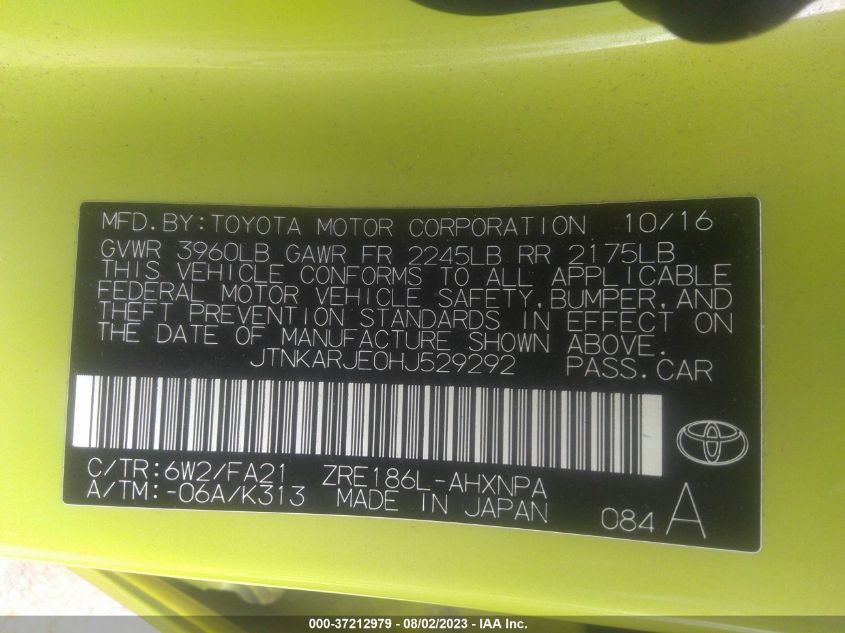 MFD.BY:TOYOTA MOTOR CORPORATION 10/16
GVWR 3960LB GAWR FR 2245LB RR 2175LB
THIS VEHICLE CONFORMS TO ALL APPLICABLE
FEDERAL MOTOR VEHICLE SAFETY,BUMPER,AND
THEFT PREVENTION STANDARDS IN EFFECT ON
THE DATE OF MANUFACTURE SHOWN ABOVE.
JTNKARJE0HJ529292 PASS.CAR
C/TR:6W2/FA21 ZRE186L-AHXNPA
A/TM:-06A/K313 MADE IN JAPAN 084 A
000-37212979 - 08/02/2023 - IAA Inc.